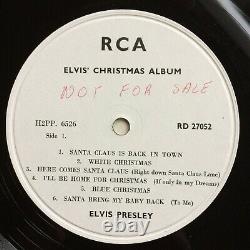 RCA
ELVIS' CHRISTMAS ALBUM
NOT FOR SALE
H2PP. 6526
RD 27052
Side 1.
1. SANTA CLAUS IS BACK IN TOWN
2. WHITE CHRISTMAS
3. HERE COMES SANTA CLAUS (Right down Santa Claus Lane)
4. I'LL BE HOME FOR CHRISTMAS (If only in my Dreams)
5. BLUE CHRISTMAS
6. SANTA BRING MY BABY BACK (To Me)
ELVIS PRESLEY